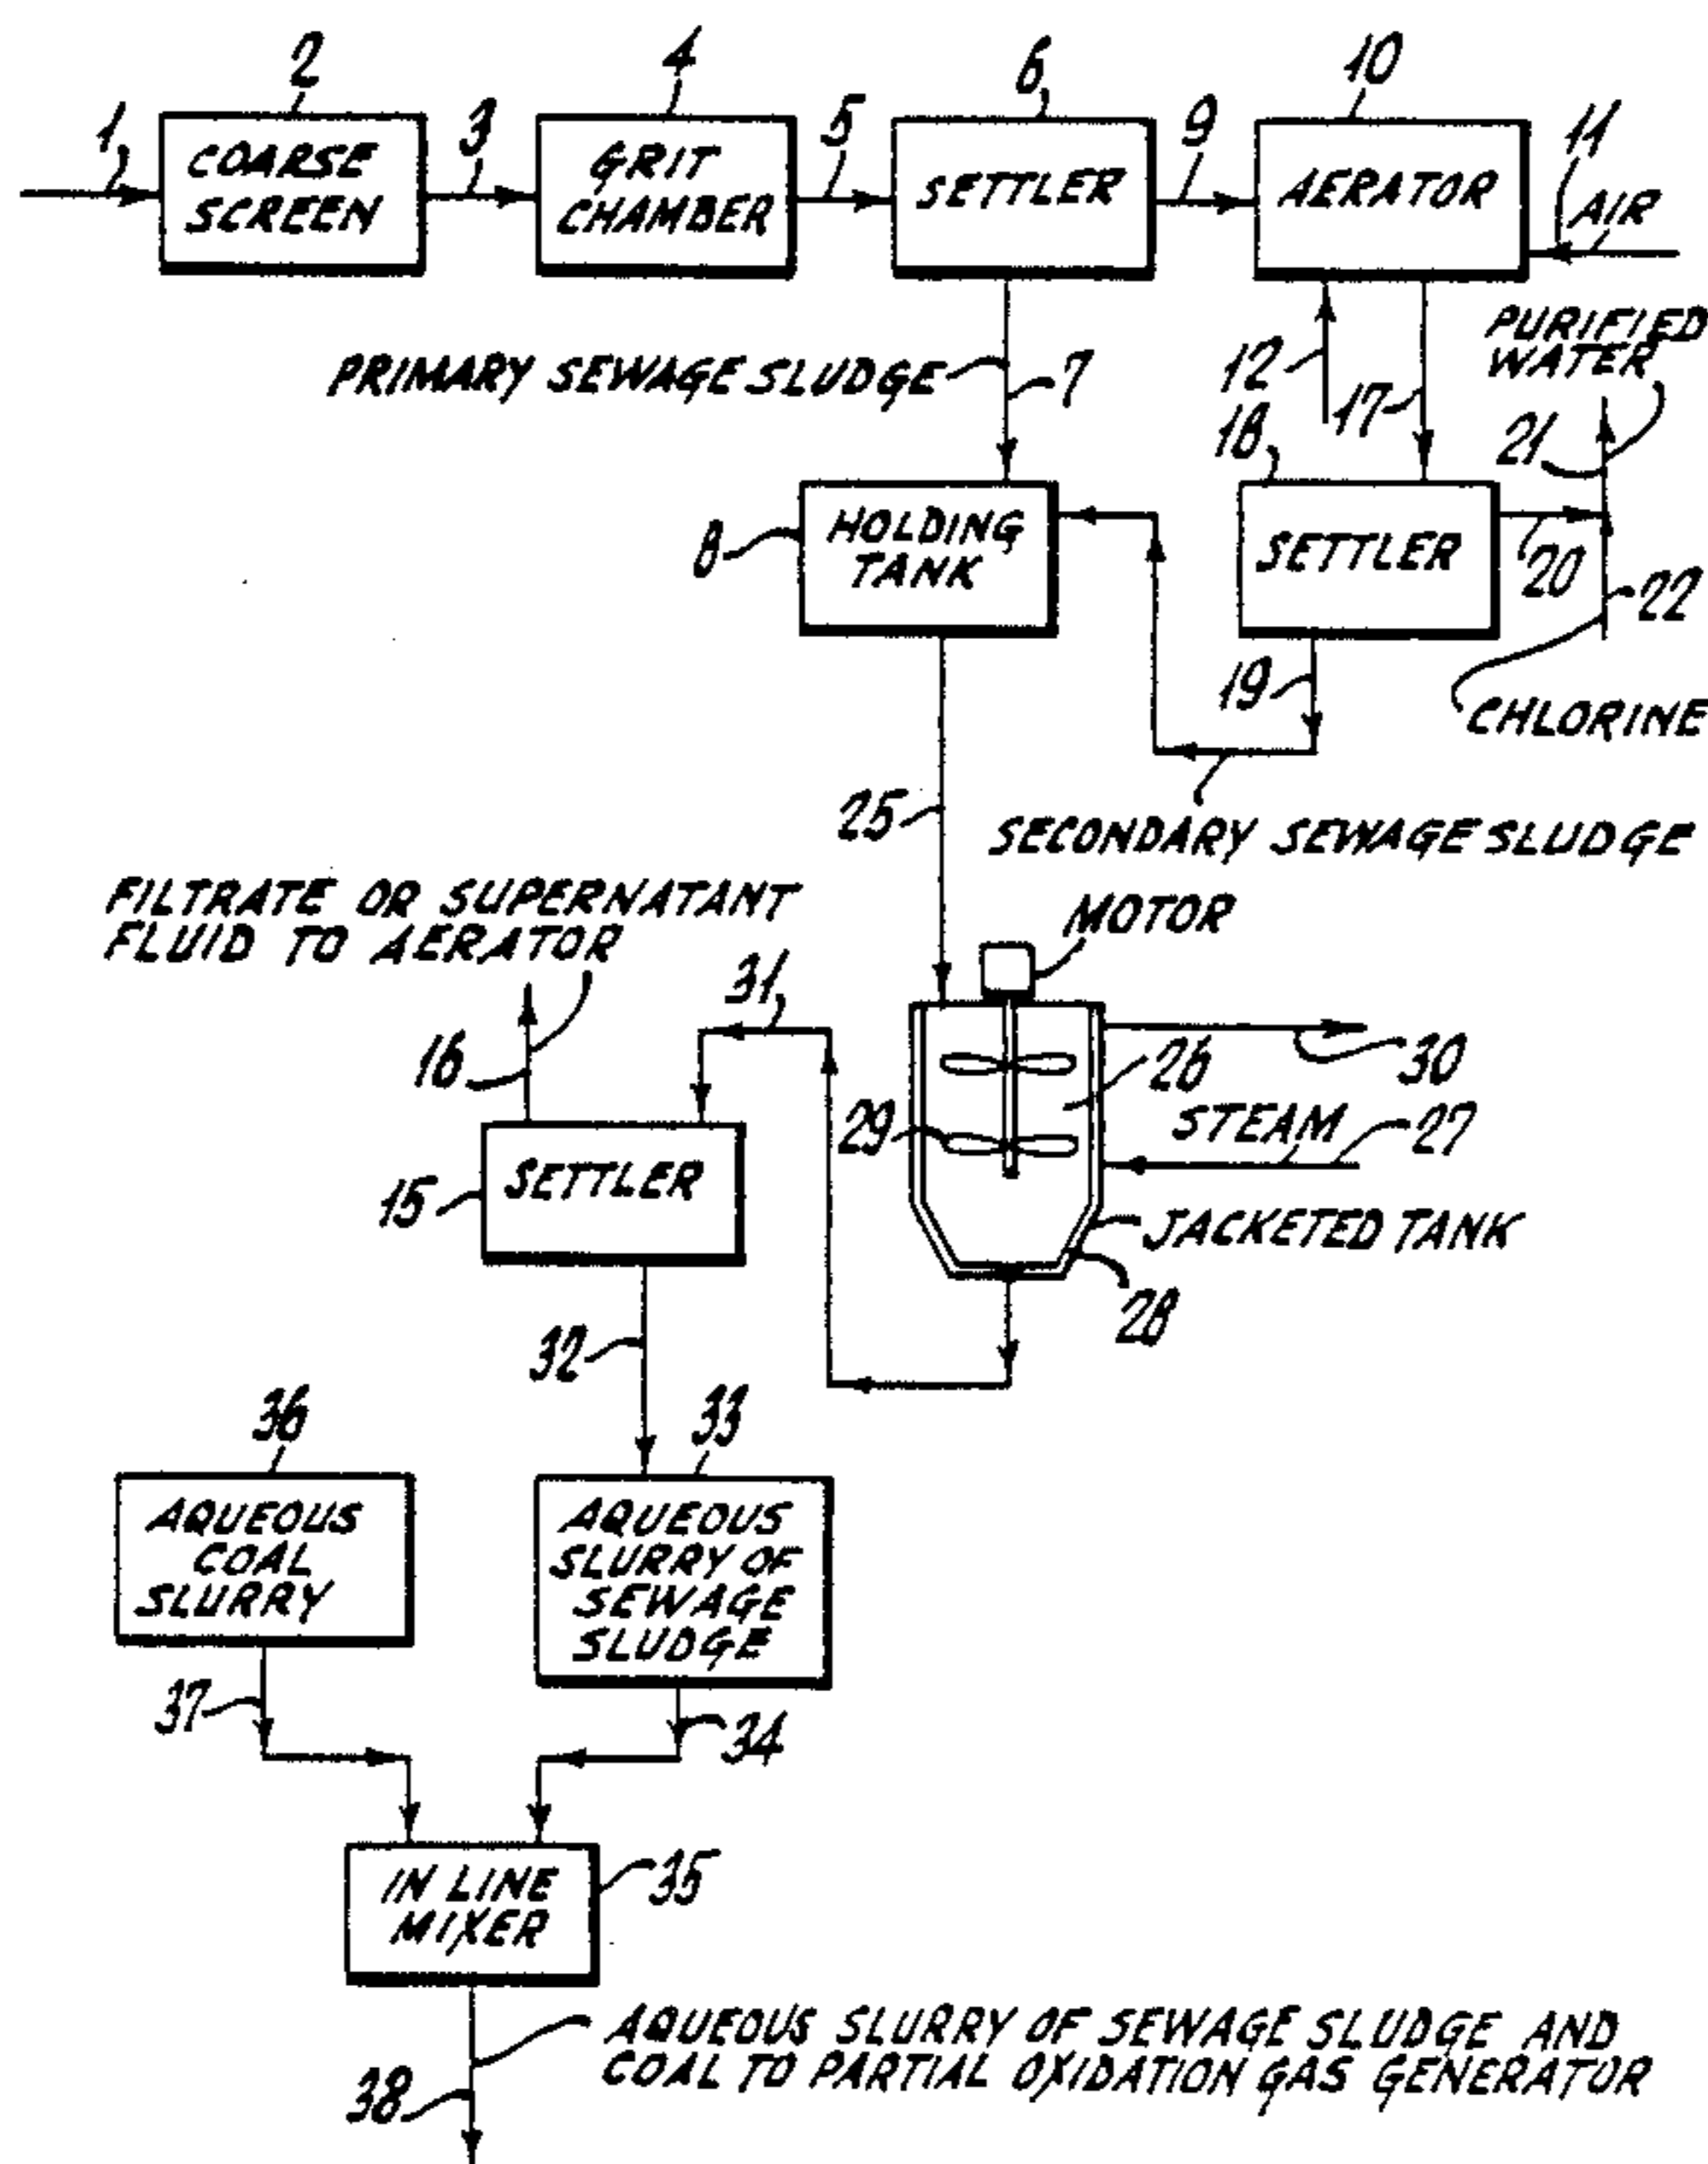 2
4
6
10
1
3
5
9
11
COARSE
SCREEN
GRIT
CHAMBER
SETTLER
AERATOR
AIR
PRIMARY SEWAGE SLUDGE
7
12
17
PURIFIED
WATER
18
21
8
HOLDING
TANK
SETTLER
20
22
19
CHLORINE
25
SECONDARY SEWAGE SLUDGE
FILTRATE OR SUPERNATANT
FLUID TO AERATOR
MOTOR
31
16
26
30
29
STEAM
27
15
SETTLER
JACKETED TANK
28
32
36
33
AQUEOUS
COAL
SLURRY
AQUEOUS
SLURRY OF
SEWAGE
SLUDGE
37
34
IN LINE
MIXER
35
AQUEOUS SLURRY OF SEWAGE SLUDGE AND
COAL TO PARTIAL OXIDATION GAS GENERATOR
38